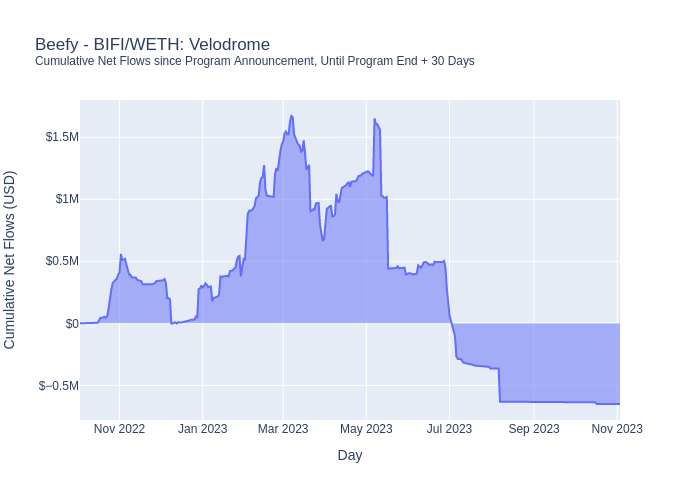 Beefy - BIFI/WETH: Velodrome
Cumulative Net Flows since Program Announcement, Until Program End + 30 Days
Cumulative Net Flows (USD)
$1.5M
$1M
$0.5M
$0
$−0.5M
Nov 2022 Jan 2023 Mar 2023 May 2023 Jul 2023 Sep 2023 Nov 2023
Day